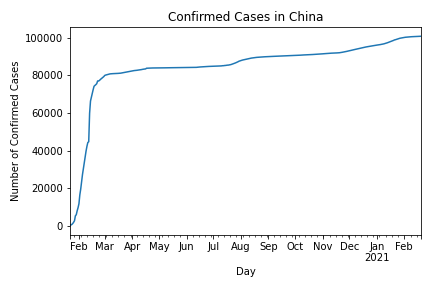 Confirmed Cases in China
Number of Confirmed Cases
100000
80000
60000
40000
20000
0
Feb Mar Apr May Jun Jul Aug Sep Oct Nov Dec Jan Feb
2021
Day